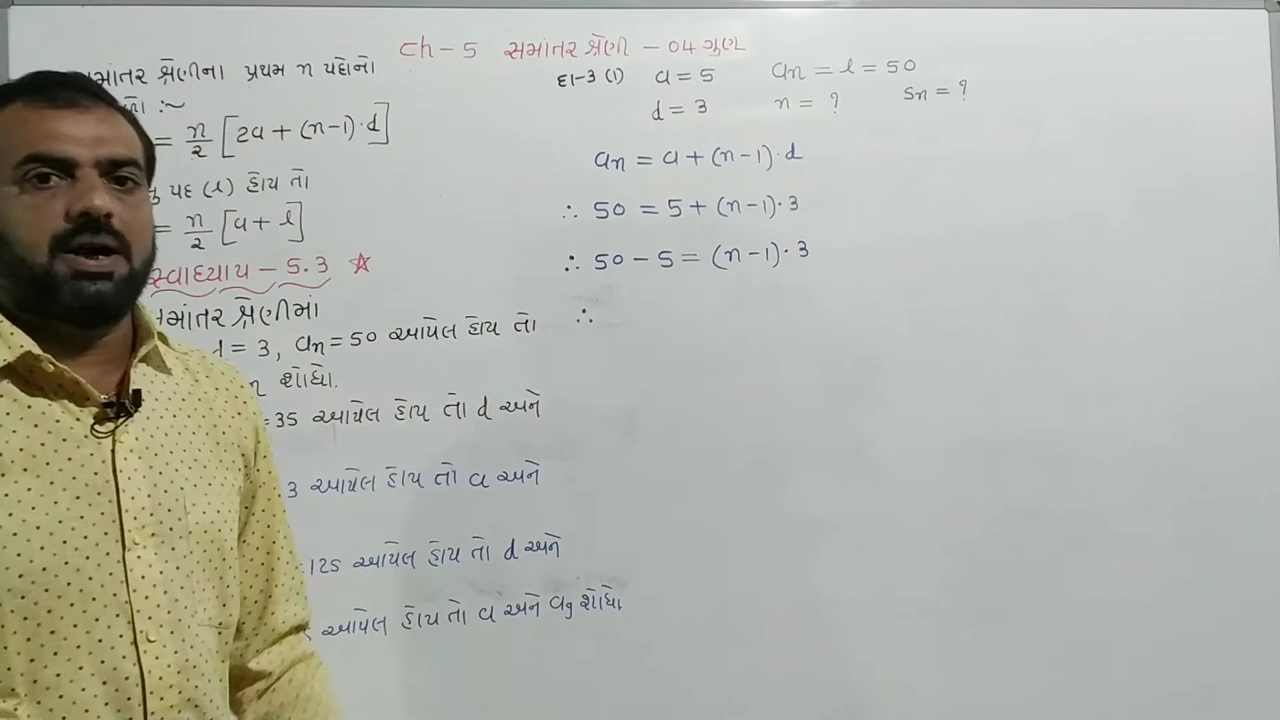 Ch - 5 સમાંતર શ્રેણી - 04 ગુણ
સમાંતર શ્રેણીના પ્રથમ n પદોનો
:~
= n/2 [2a + (n-1)·d]
પદ (l) હોય તો
= n/2 [a + l]
સ્વાધ્યાય - 5.3 ☆
સમાંતર શ્રેણીમાં
d = 3, an = 50 આપેલ હોય તો
શોધો.
=35 આપેલ હોય તો d અને
3 આપેલ હોય તો a અને
125 આપેલ હોય તો d અને
આપેલ હોય તો a અને a9 શોધો
દા-3 (1) a = 5 an = l = 50
d = 3 n = ? Sn = ?
an = a + (n-1)·d
∴ 50 = 5 + (n-1)·3
∴ 50 - 5 = (n-1)·3
∴